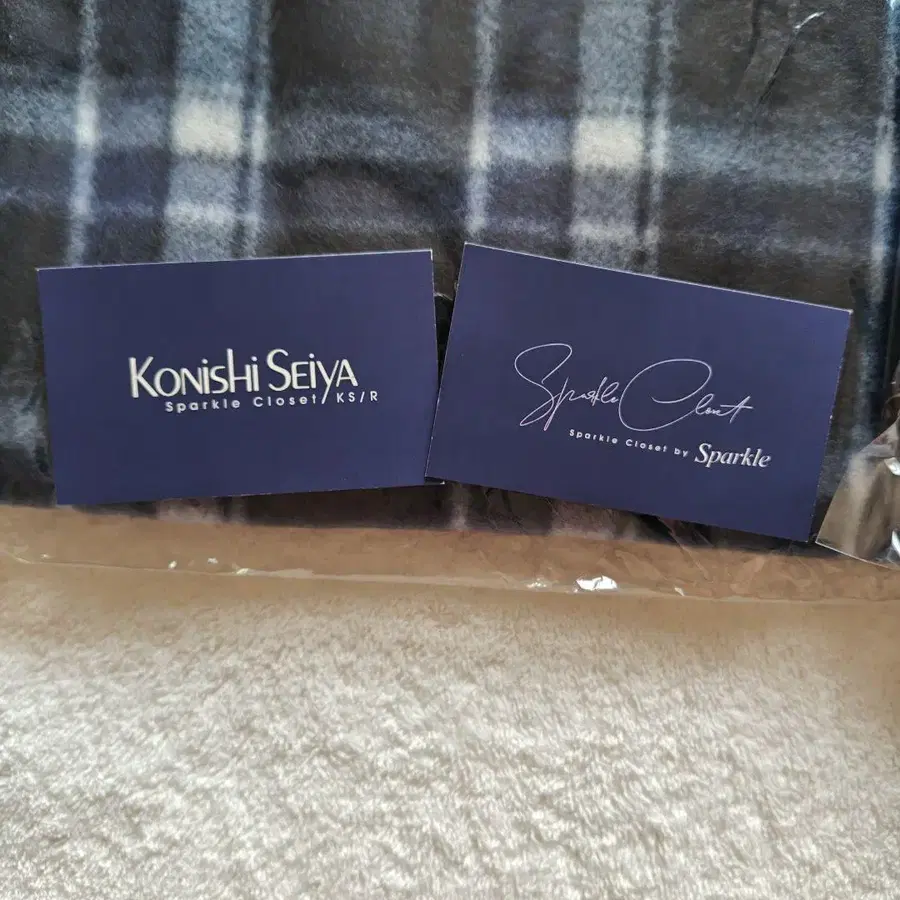 Konishi Seiya
Sparkle Closet / KS/R
Sparkle Closet
Sparkle Closet by Sparkle